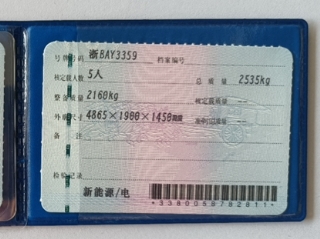 号牌号码 浙BAY3359 档案编号
核定载人数 5人 总质量 2535kg
整备质量 2160kg 核定载质量 --
外廓尺寸 4865×1900×1450mm 准牵引总质量 --
备注
检验记录
新能源/电